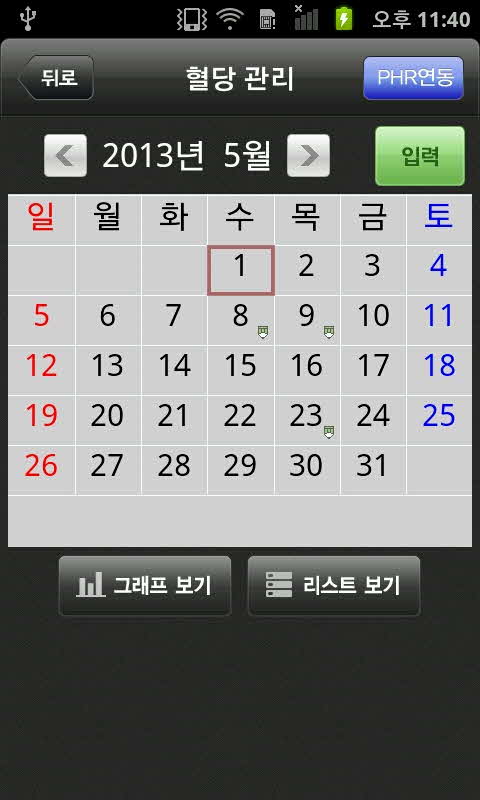 오후 11:40
뒤로 혈당 관리 PHR연동
2013년 5월 입력
일 월 화 수 목 금 토
1 2 3 4
5 6 7 8 9 10 11
12 13 14 15 16 17 18
19 20 21 22 23 24 25
26 27 28 29 30 31
그래프 보기 리스트 보기